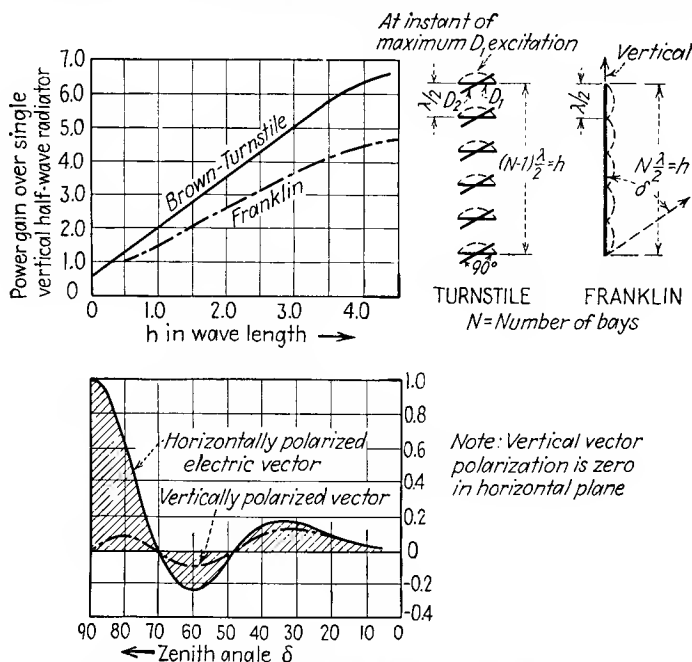 Power gain over single
vertical half-wave radiator
7.0
6.0
5.0
4.0
3.0
2.0
1.0
0
Brown-Turnstile
Franklin
0.0
1.0
2.0
3.0
4.0
h in wave length
At instant of
maximum D₁ excitation
λ/2
D₂
D₁
(N-1)λ/2=h
90°
TURNSTILE
Vertical
λ/2
Nλ/2=h
δ
FRANKLIN
N=Number of bays
Horizontally polarized
electric vector
Vertically polarized vector
1.0
0.8
0.6
0.4
0.2
0
-0.2
-0.4
90 80 70 60 50 40 30 20 10 0
Zenith angle δ
Note: Vertical vector
polarization is zero
in horizontal plane